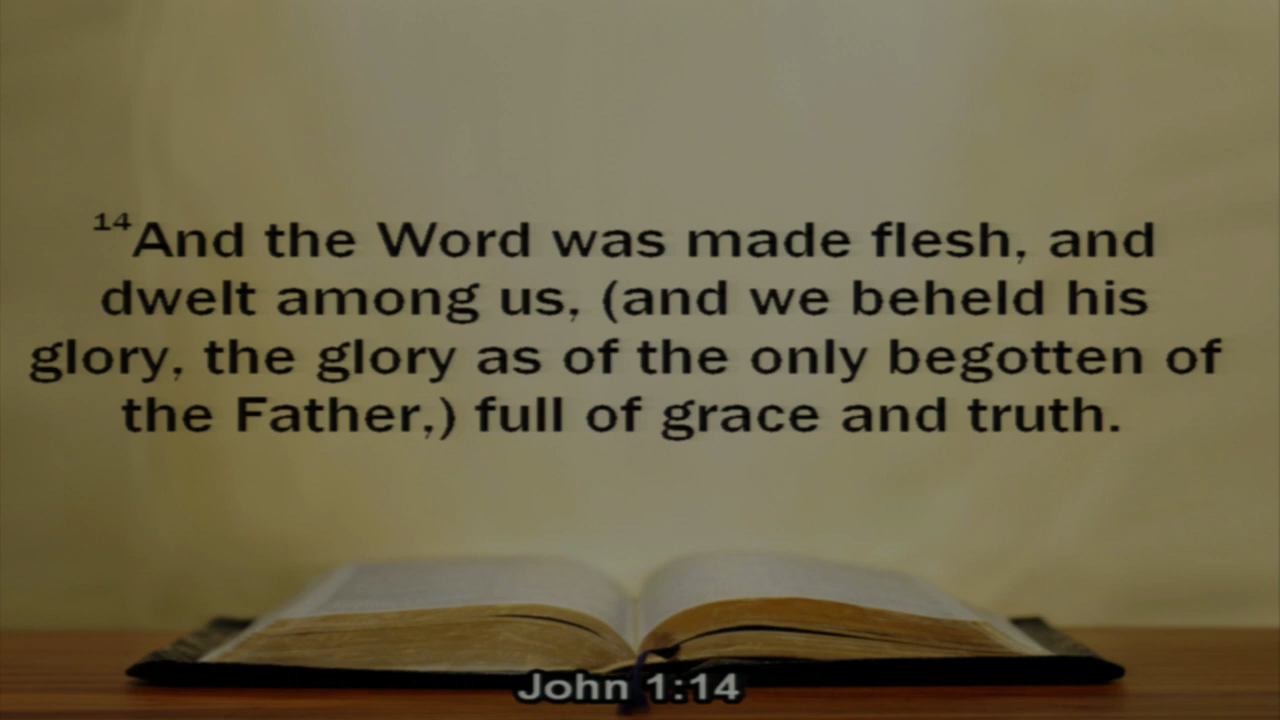 14And the Word was made flesh, and
dwelt among us, (and we beheld his
glory, the glory as of the only begotten of
the Father,) full of grace and truth.
John 1:14